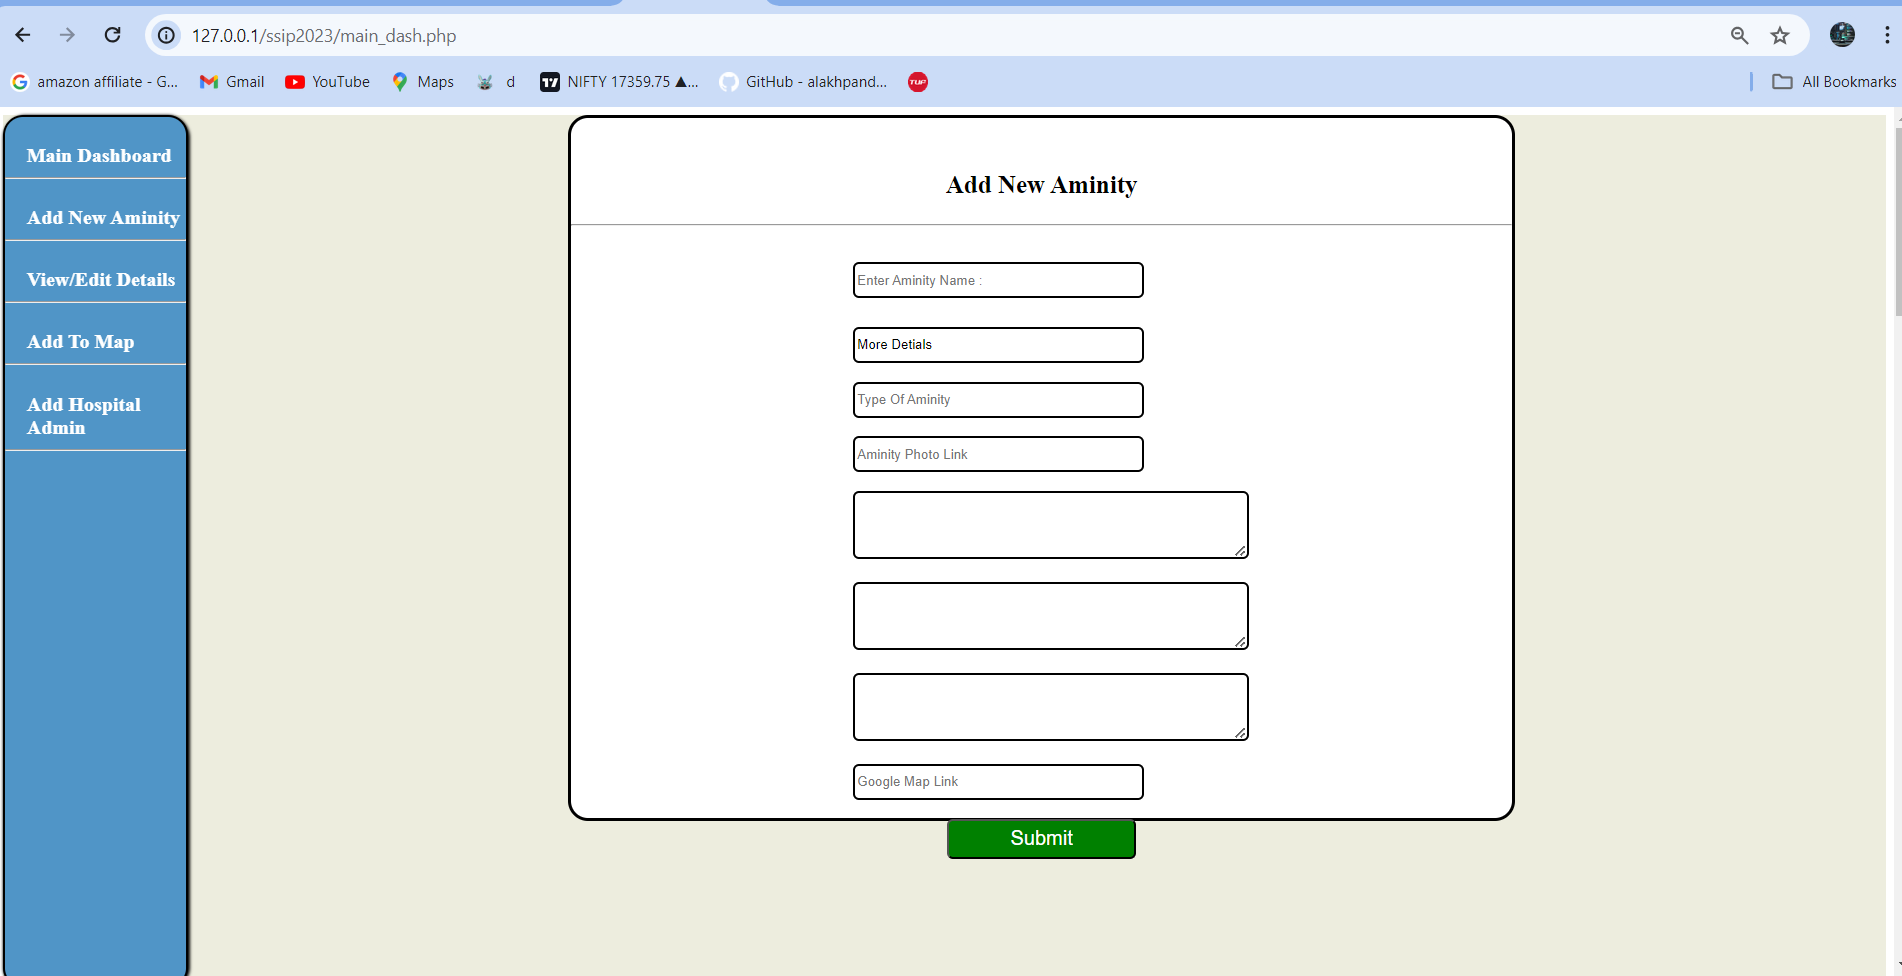 127.0.0.1/ssip2023/main_dash.php
amazon affiliate - G... Gmail YouTube Maps d NIFTY 17359.75 ▲... GitHub - alakhpand... TUF All Bookmarks
Main Dashboard
Add New Aminity
View/Edit Details
Add To Map
Add Hospital
Admin
Add New Aminity
Enter Aminity Name :
More Detials
Type Of Aminity
Aminity Photo Link
Google Map Link
Submit